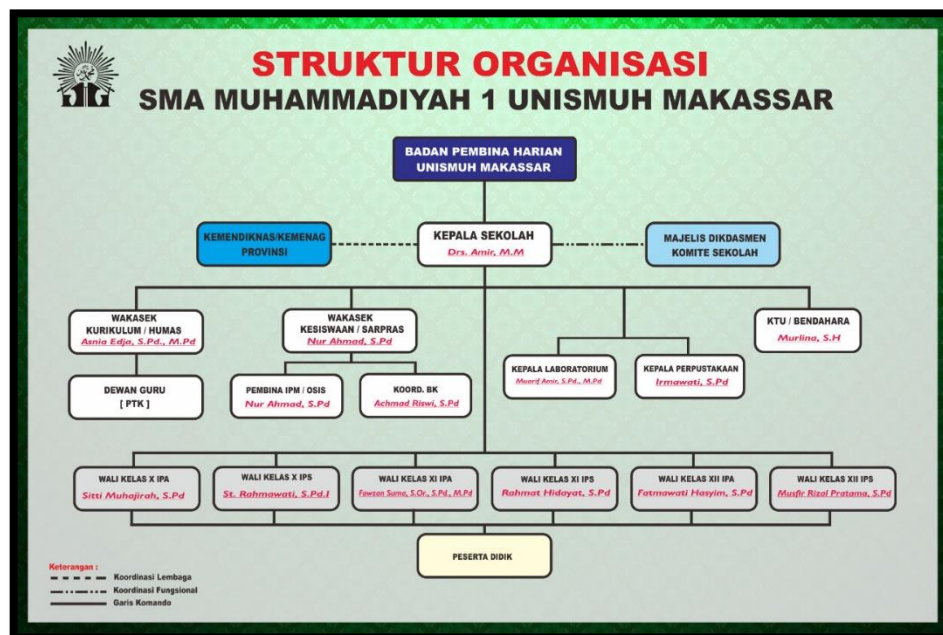 STRUKTUR ORGANISASI
SMA MUHAMMADIYAH 1 UNISMUH MAKASSAR
BADAN PEMBINA HARIAN
UNISMUH MAKASSAR
KEMENDIKNAS/KEMENAG
PROVINSI
KEPALA SEKOLAH
Drs. Amir, M.M
MAJELIS DIKDASMEN
KOMITE SEKOLAH
WAKASEK
KURIKULUM / HUMAS
Asnia Edja, S.Pd., M.Pd
WAKASEK
KESISWAAN / SARPRAS
Nur Ahmad, S.Pd
KTU / BENDAHARA
Murlina, S.H
DEWAN GURU
[ PTK ]
PEMBINA IPM / OSIS
Nur Ahmad, S.Pd
KOORD. BK
Achmad Riswi, S.Pd
KEPALA LABORATORIUM
Muarif Amir, S.Pd., M.Pd
KEPALA PERPUSTAKAAN
Irmawati, S.Pd
WALI KELAS X IPA
Sitti Muhajirah, S.Pd
WALI KELAS X IPS
St. Rahmawati, S.Pd.I
WALI KELAS XI IPA
Fawzan Suma, S.Or., S.Pd., M.Pd
WALI KELAS XI IPS
Rahmat Hidayat, S.Pd
WALI KELAS XII IPA
Fatmawati Hasyim, S.Pd
WALI KELAS XII IPS
Musfir Rizal Pratama, S.Pd
PESERTA DIDIK
Keterangan :
Koordinasi Lembaga
Koordinasi Fungsional
Garis Komando